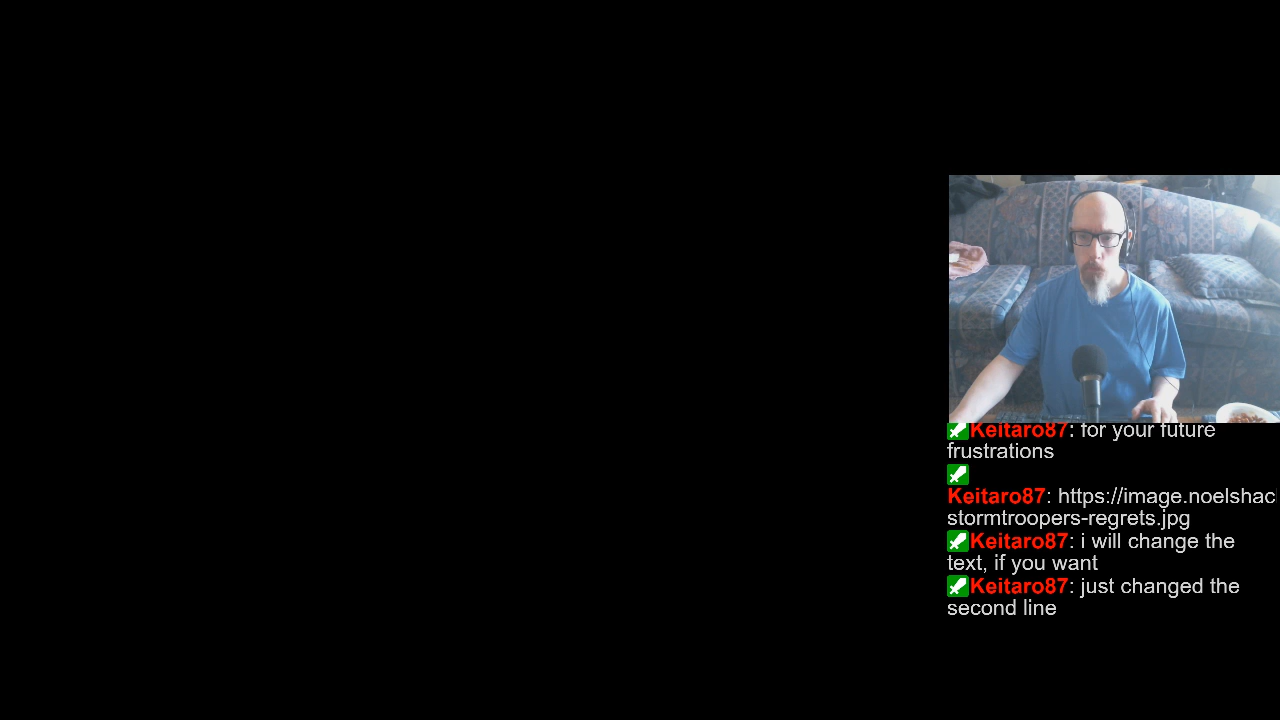 Keitaro87: for your future
frustrations
Keitaro87: https://image.noelshac
stormtroopers-regrets.jpg
Keitaro87: i will change the
text, if you want
Keitaro87: just changed the
second line